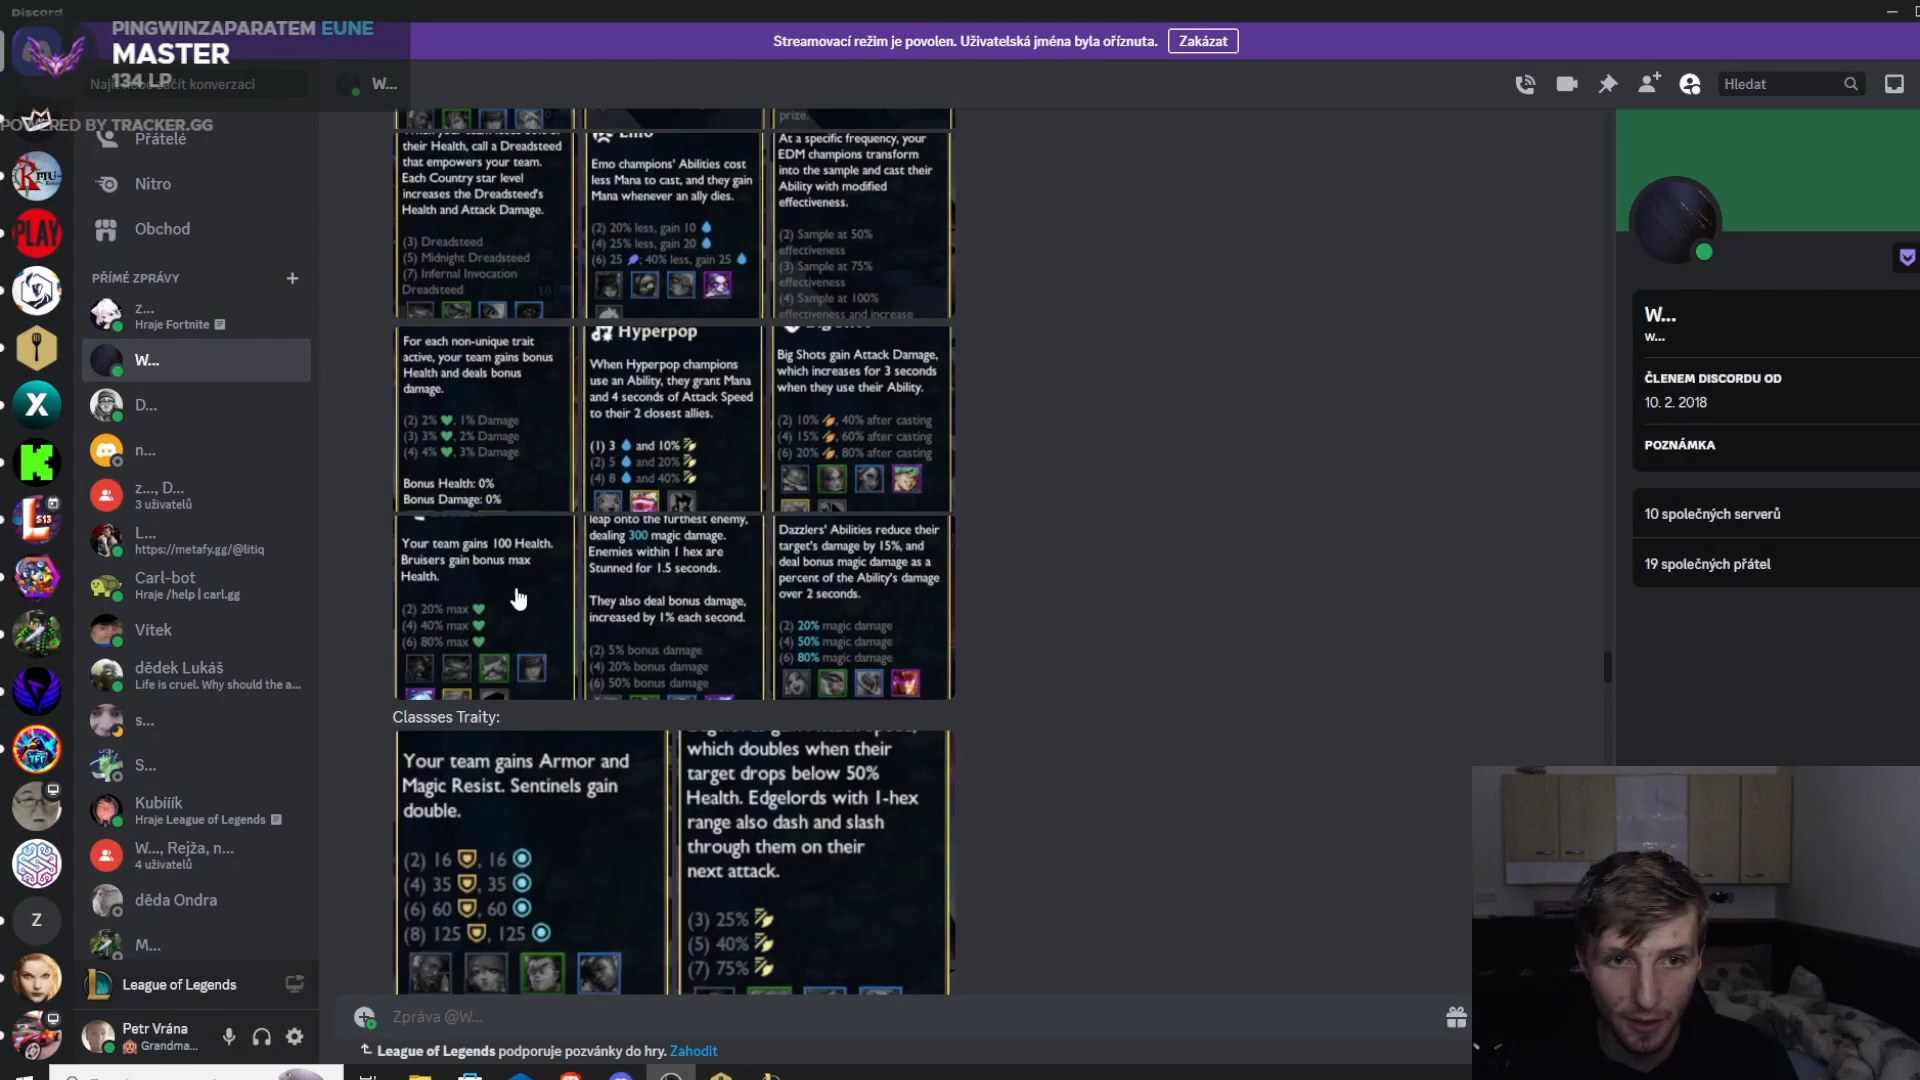 Discord
PINGWINZAPARATEM EUNE
MASTER
134 LP
POWERED BY TRACKER.GG
Streamovací režim je povolen. Uživatelská jména byla oříznuta.
Zakázat
W...
Hledat
Přátelé
Nitro
Obchod
PŘÍMÉ ZPRÁVY
z...
Hraje Fortnite
W...
D...
n...
z..., D...
3 uživatelů
L...
https://metafy.gg/@litiq
Carl-bot
Hraje /help | carl.gg
Vítek
dědek Lukáš
Life is cruel. Why should the a...
s...
S...
Kubíiík
Hraje League of Legends
W..., Rejža, n...
4 uživatelů
děda Ondra
M...
League of Legends
Petr Vrána
Grandma...
PLAY
X
513
Z
their Health, call a Dreadsteed
that empowers your team.
Each Country star level
increases the Dreadsteed's
Health and Attack Damage.
(3) Dreadsteed
(5) Midnight Dreadsteed
(7) Infernal Invocation
Dreadsteed
Emo
Emo champions' Abilities cost
less Mana to cast, and they gain
Mana whenever an ally dies.
(2) 20% less, gain 10
(4) 25% less, gain 20
(6) 25 ; 40% less, gain 25
prize.
At a specific frequency, your
EDM champions transform
into the sample and cast their
Ability with modified
effectiveness.
(2) Sample at 50%
effectiveness
(3) Sample at 75%
effectiveness
(4) Sample at 100%
effectiveness and increase
For each non-unique trait
active, your team gains bonus
Health and deals bonus
damage.
(2) 2% , 1% Damage
(3) 3% , 2% Damage
(4) 4% , 3% Damage
Bonus Health: 0%
Bonus Damage: 0%
Hyperpop
When Hyperpop champions
use an Ability, they grant Mana
and 4 seconds of Attack Speed
to their 2 closest allies.
(1) 3 and 10%
(2) 5 and 20%
(4) 8 and 40%
Big Shot
Big Shots gain Attack Damage,
which increases for 3 seconds
when they use their Ability.
(2) 10% , 40% after casting
(4) 15% , 60% after casting
(6) 20% , 80% after casting
Your team gains 100 Health.
Bruisers gain bonus max
Health.
(2) 20% max
(4) 40% max
(6) 80% max
leap onto the furthest enemy,
dealing 300 magic damage.
Enemies within 1 hex are
Stunned for 1.5 seconds.
They also deal bonus damage,
increased by 1% each second.
(2) 5% bonus damage
(4) 20% bonus damage
(6) 50% bonus damage
Dazzlers' Abilities reduce their
target's damage by 15%, and
deal bonus magic damage as a
percent of the Ability's damage
over 2 seconds.
(2) 20% magic damage
(4) 50% magic damage
(6) 80% magic damage
Classses Traity:
Your team gains Armor and
Magic Resist. Sentinels gain
double.
(2) 16 , 16
(4) 35 , 35
(6) 60 , 60
(8) 125 , 125
which doubles when their
target drops below 50%
Health. Edgelords with 1-hex
range also dash and slash
through them on their
next attack.
(3) 25%
(5) 40%
(7) 75%
Zpráva @W...
League of Legends podporuje pozvánky do hry. Zahodit
W...
w...
ČLENEM DISCORDU OD
10. 2. 2018
POZNÁMKA
10 společných serverů
19 společných přátel